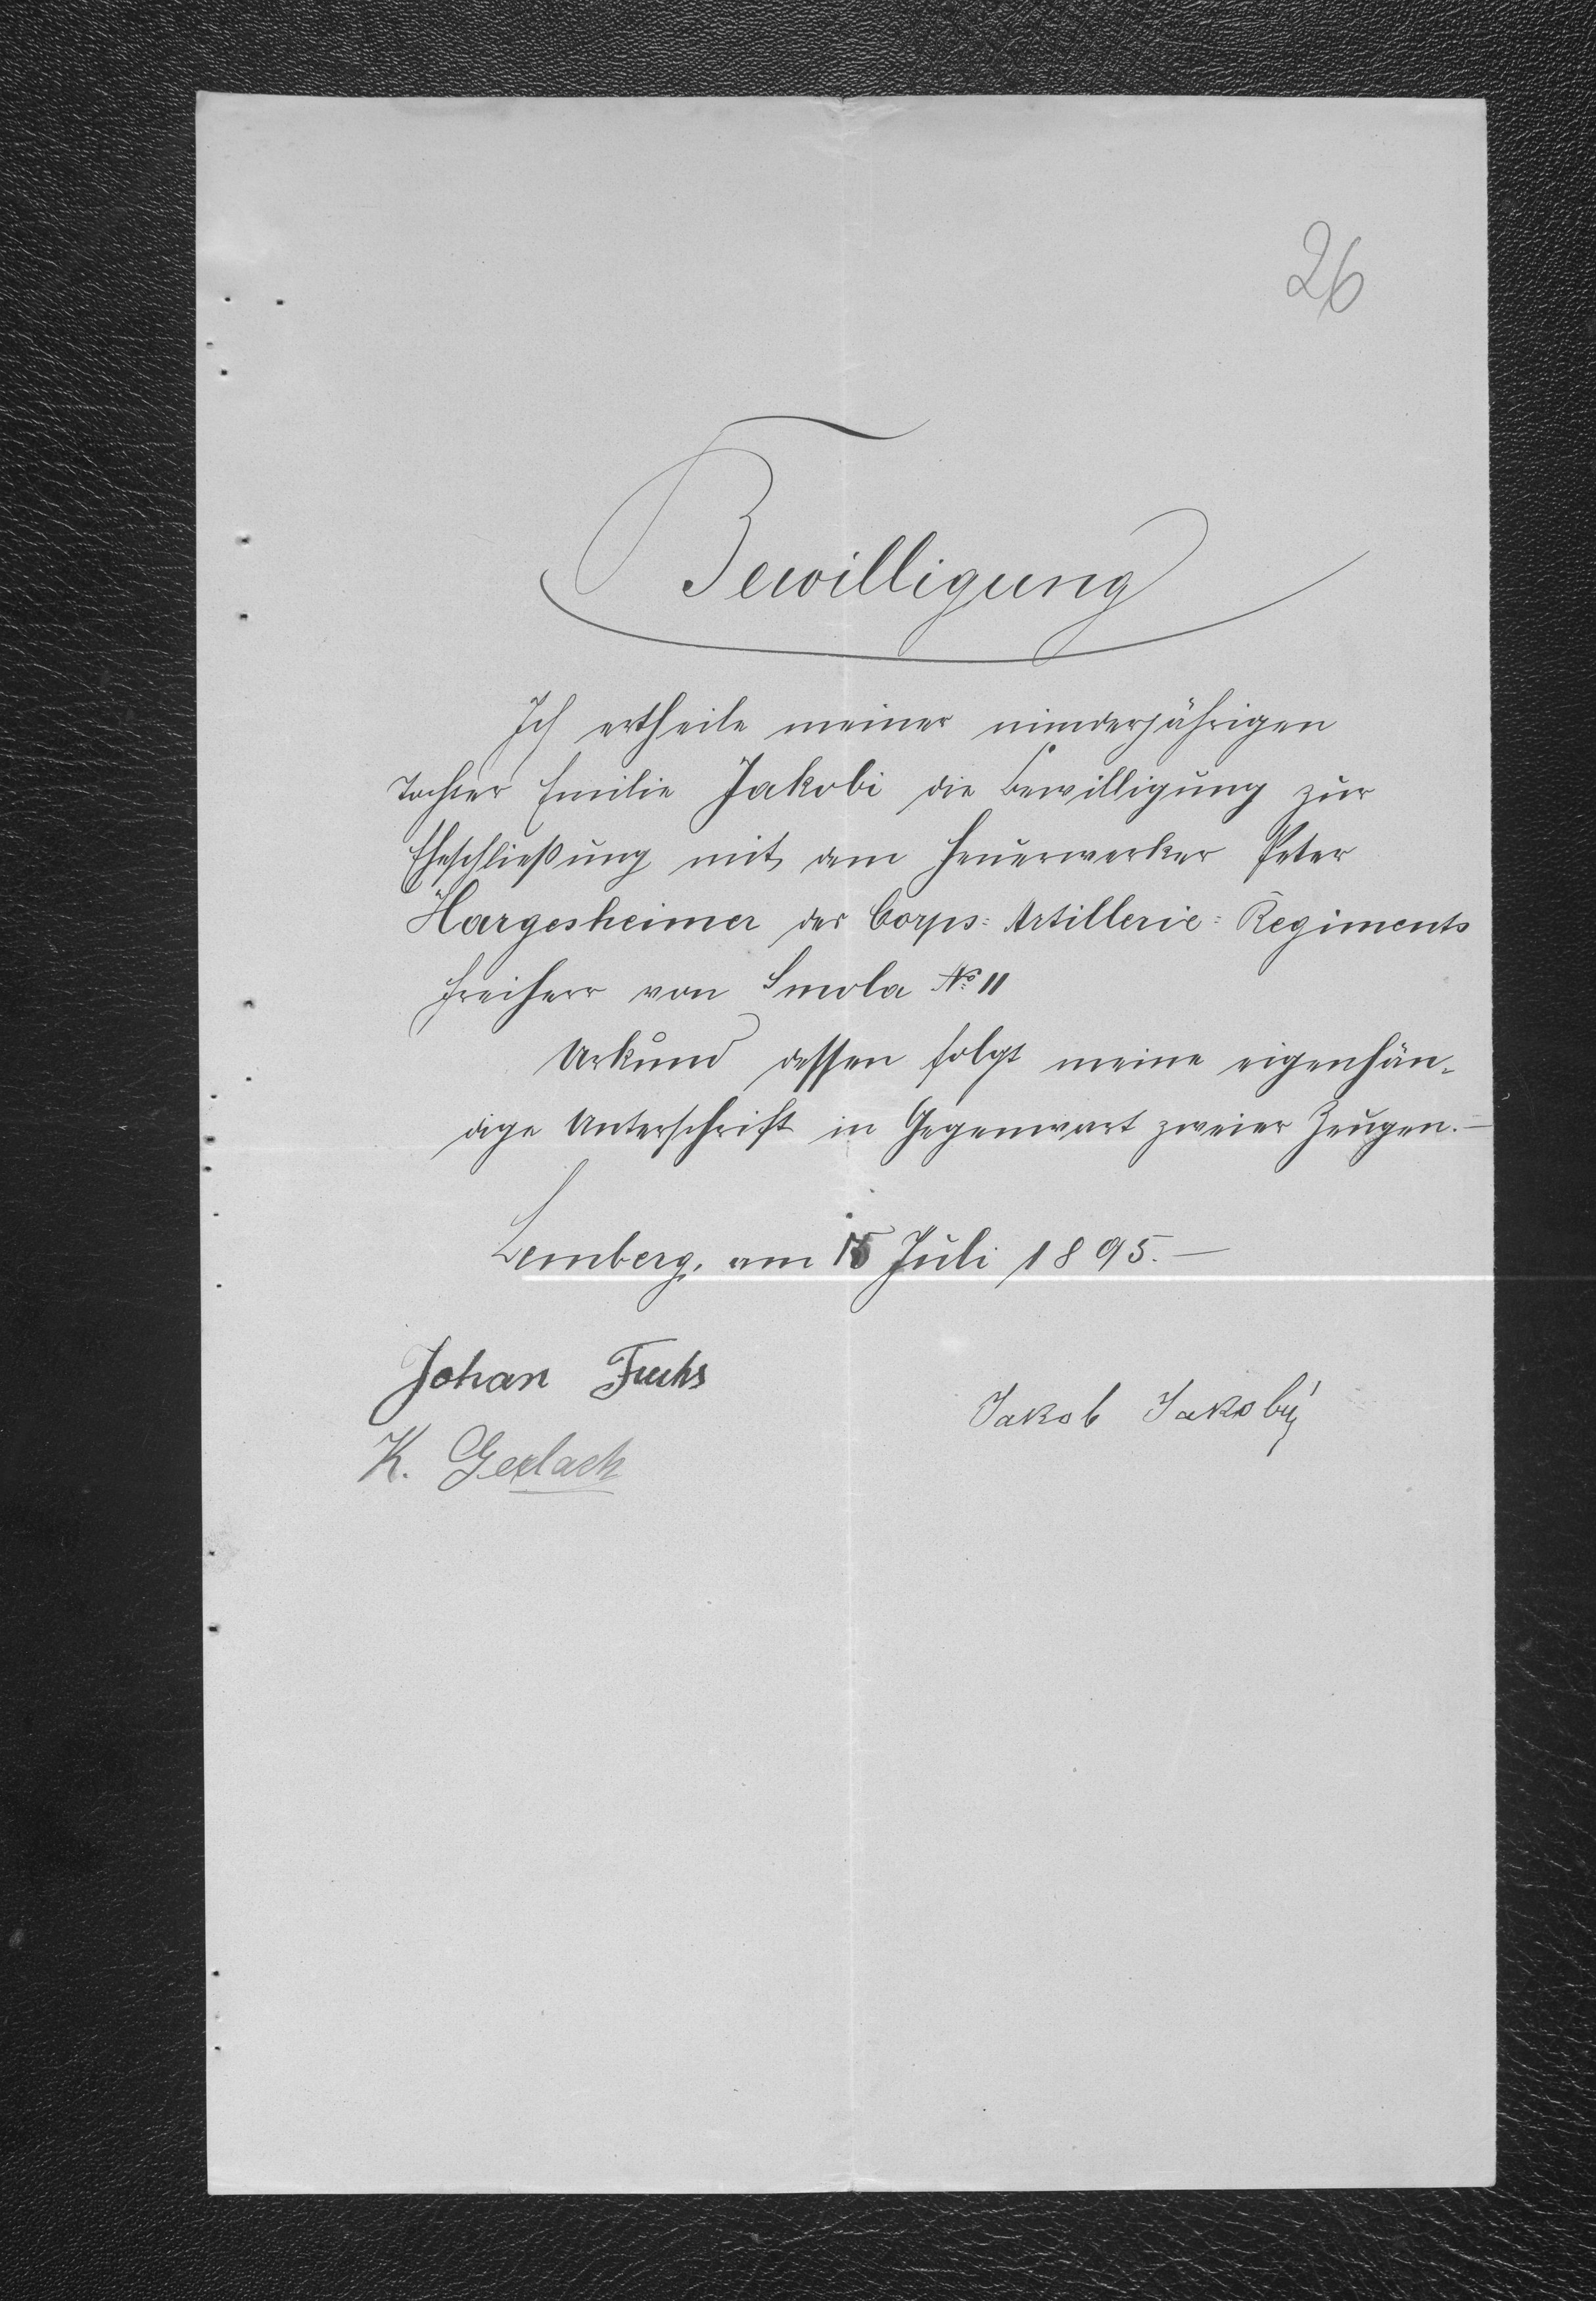 26
Bewilligung
Ich ertheile meiner minderjährigen
Tochter Emilie Jakobi die Bewilligung zur
Eheschließung mit dem Feuerwerker Peter
Hargesheimer des Corps=Artillerie=Regiments
Freiherr von Smola No 11
Urkund dessen folgt meine eigenhän-
dige Unterschrift in Gegenwart zweier Zeugen.—
Lemberg, am Juli 1895.—
Johan Fuchs
Jakob Jakobÿ
K. Gerlach